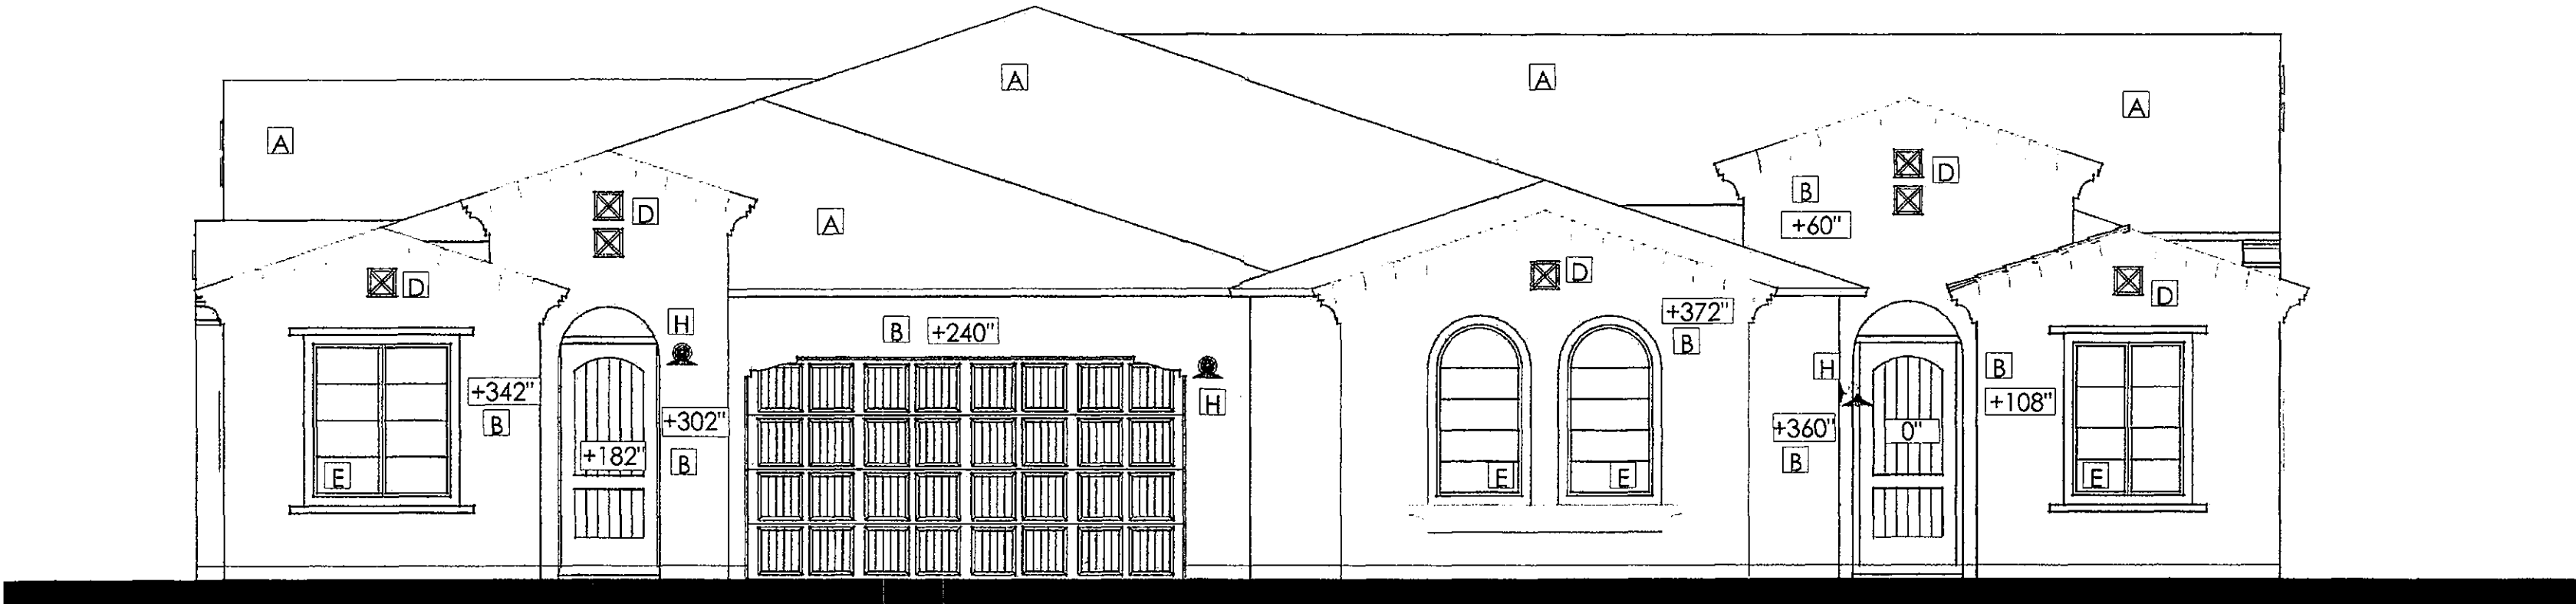 A
A
A
A
A
D
B
+60"
D
D
D
D
H
B
+240"
+372"
B
H
H
B
+108"
+342"
B
+302"
B
+182"
+360"
B
0"
E
E
E
E